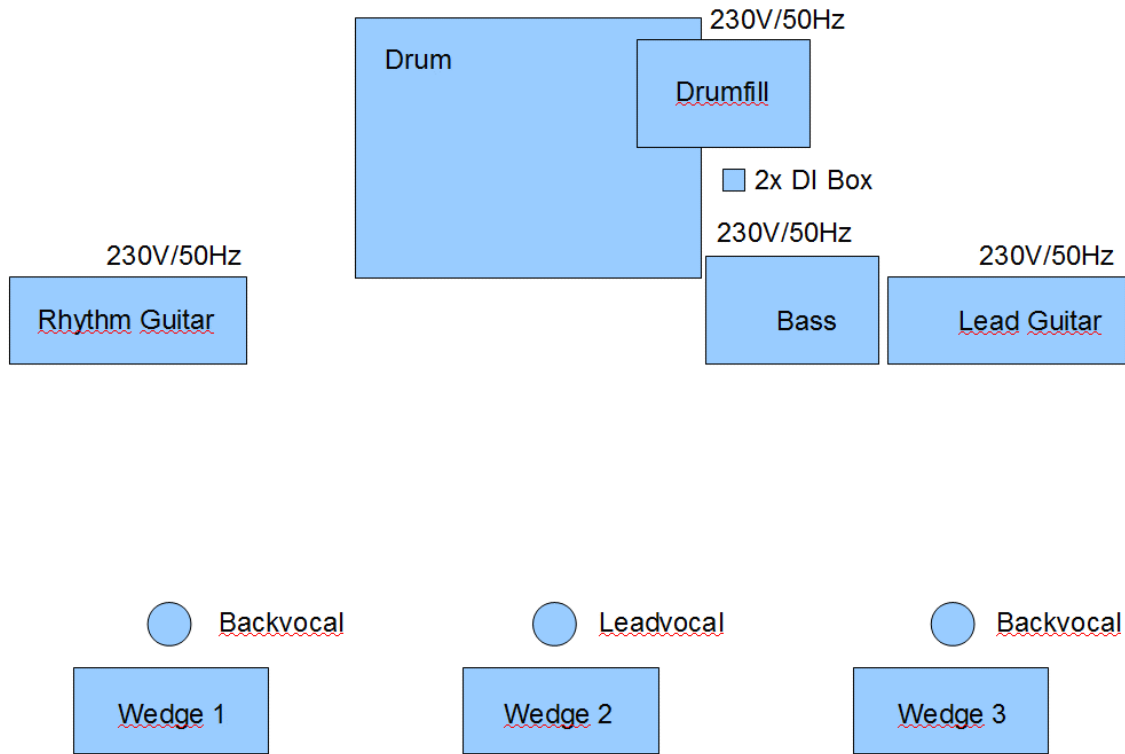 230V/50Hz
Drum
Drumfill
2x DI Box
230V/50Hz
230V/50Hz
230V/50Hz
Rhythm Guitar
Bass
Lead Guitar
Backvocal
Leadvocal
Backvocal
Wedge 1
Wedge 2
Wedge 3